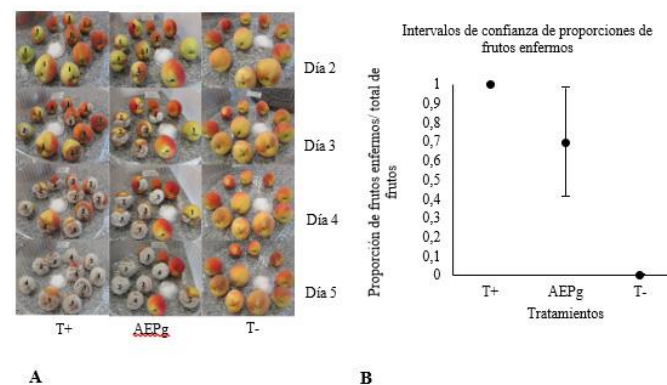 Día 2
Día 3
Día 4
Día 5
T+ AEPg T-
A
Intervalos de confianza de proporciones de
frutos enfermos
Proporción de frutos enfermos/ total de
frutos
1
0,9
0,8
0,7
0,6
0,5
0,4
0,3
0,2
0,1
0
T+ AEPg T-
Tratamientos
B